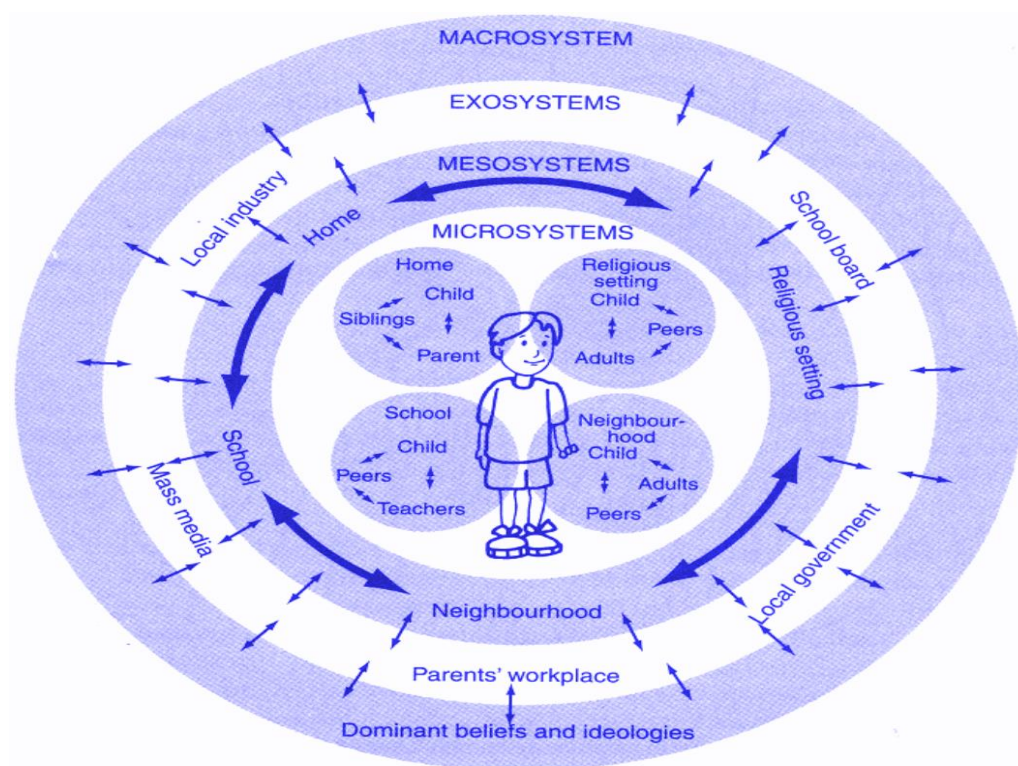 MACROSYSTEM
EXOSYSTEMS
MESOSYSTEMS
MICROSYSTEMS
Home
Child
Siblings
Parent
Religious
setting
Child
Peers
Adults
School
Child
Peers
Teachers
Neighbour-
hood
Child
Adults
Peers
Home
Religious setting
School
Neighbourhood
Local industry
School board
Mass media
Local government
Parents' workplace
Dominant beliefs and ideologies